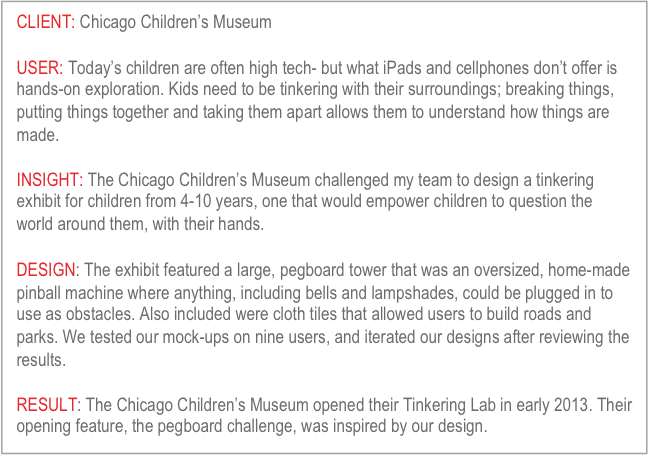 CLIENT: Chicago Children’s Museum
USER: Today’s children are often high tech- but what iPads and cellphones don’t offer is
hands-on exploration. Kids need to be tinkering with their surroundings; breaking things,
putting things together and taking them apart allows them to understand how things are
made.
INSIGHT: The Chicago Children’s Museum challenged my team to design a tinkering
exhibit for children from 4-10 years, one that would empower children to question the
world around them, with their hands.
DESIGN: The exhibit featured a large, pegboard tower that was an oversized, home-made
pinball machine where anything, including bells and lampshades, could be plugged in to
use as obstacles. Also included were cloth tiles that allowed users to build roads and
parks. We tested our mock-ups on nine users, and iterated our designs after reviewing the
results.
RESULT: The Chicago Children’s Museum opened their Tinkering Lab in early 2013. Their
opening feature, the pegboard challenge, was inspired by our design.